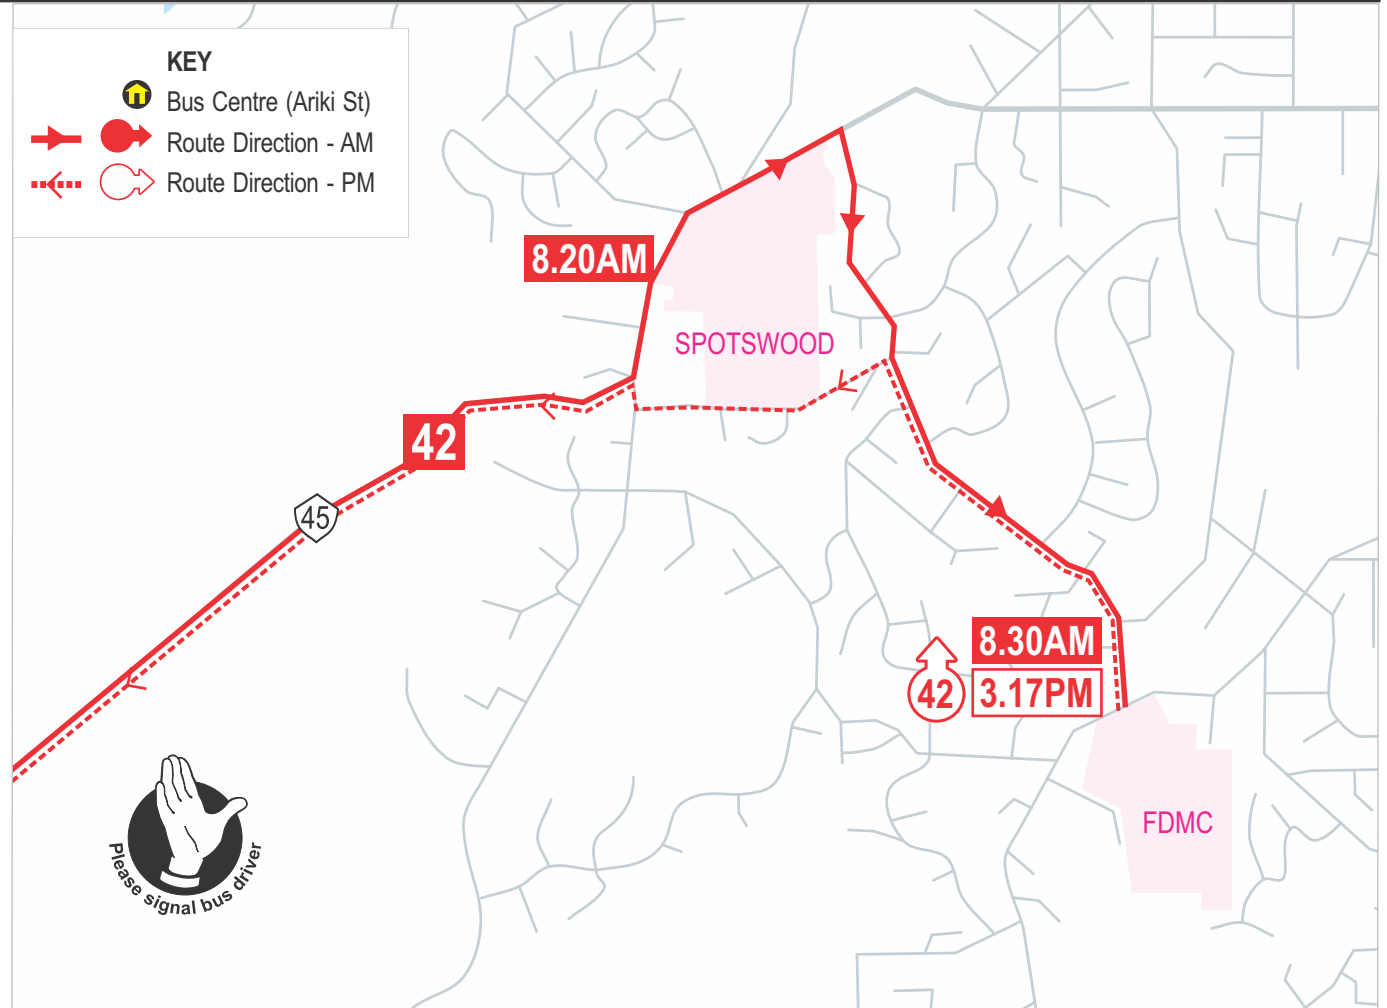 KEY
Bus Centre (Ariki St)
Route Direction - AM
Route Direction - PM
8.20AM
SPOTSWOOD
42
45
8.30AM
42
3.17PM
FDMC
Please signal bus driver